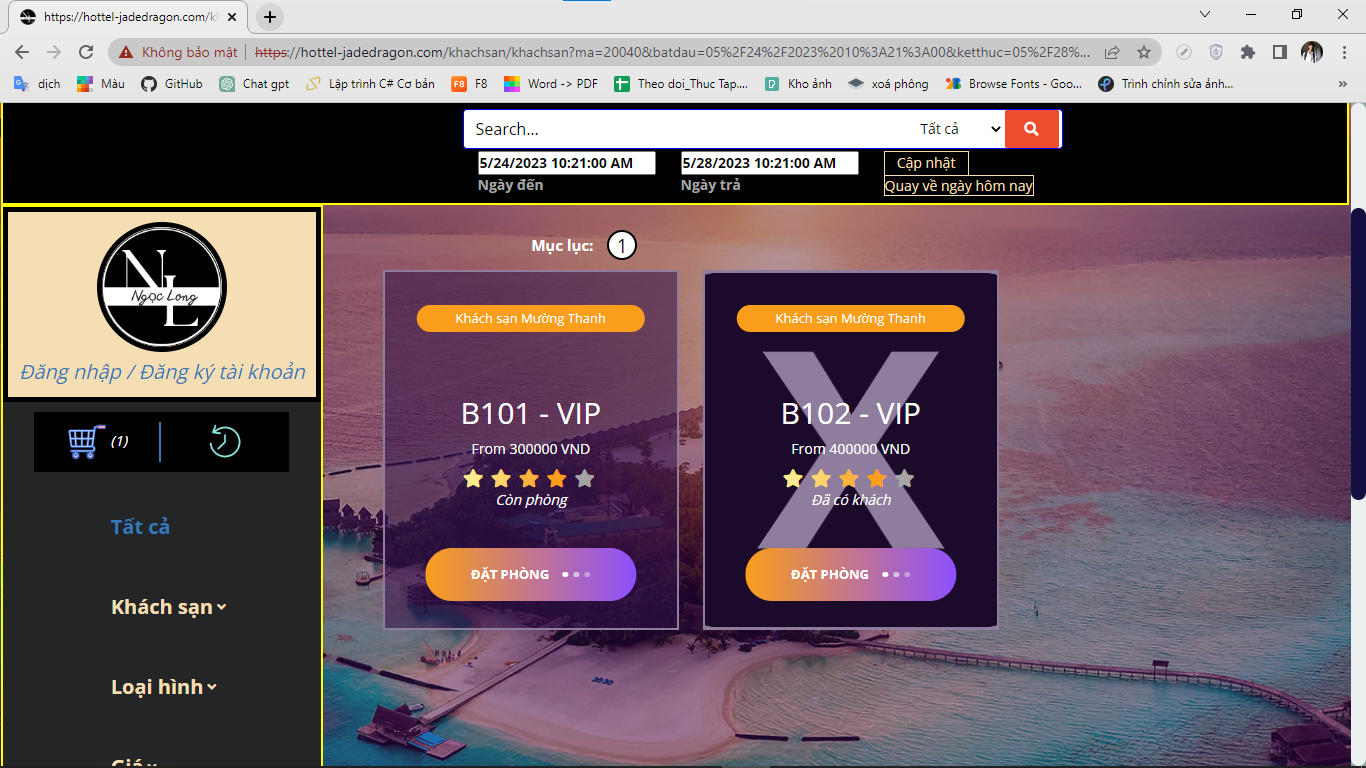 https://hottel-jadedragon.com/kh
Không bảo mật | https://hottel-jadedragon.com/khachsan/khachsan?ma=20040&batdau=05%2F24%2F2023%2010%3A21%3A00&ketthuc=05%2F28%...
dịch Màu GitHub Chat gpt Lập trình C# Cơ bản F8 F8 Word -> PDF Theo doi_Thuc Tap.... Kho ảnh xoá phông Browse Fonts - Goo... Trình chỉnh sửa ảnh... »
Search... Tất cả
5/24/2023 10:21:00 AM 5/28/2023 10:21:00 AM Cập nhật
Ngày đến Ngày trả Quay về ngày hôm nay
NL
Ngọc Long
Đăng nhập / Đăng ký tài khoản
(1)
Tất cả
Khách sạn
Loại hình
Giá
Mục lục: 1
Khách sạn Mường Thanh
B101 - VIP
From 300000 VND
Còn phòng
ĐẶT PHÒNG
Khách sạn Mường Thanh
X
B102 - VIP
From 400000 VND
Đã có khách
ĐẶT PHÒNG